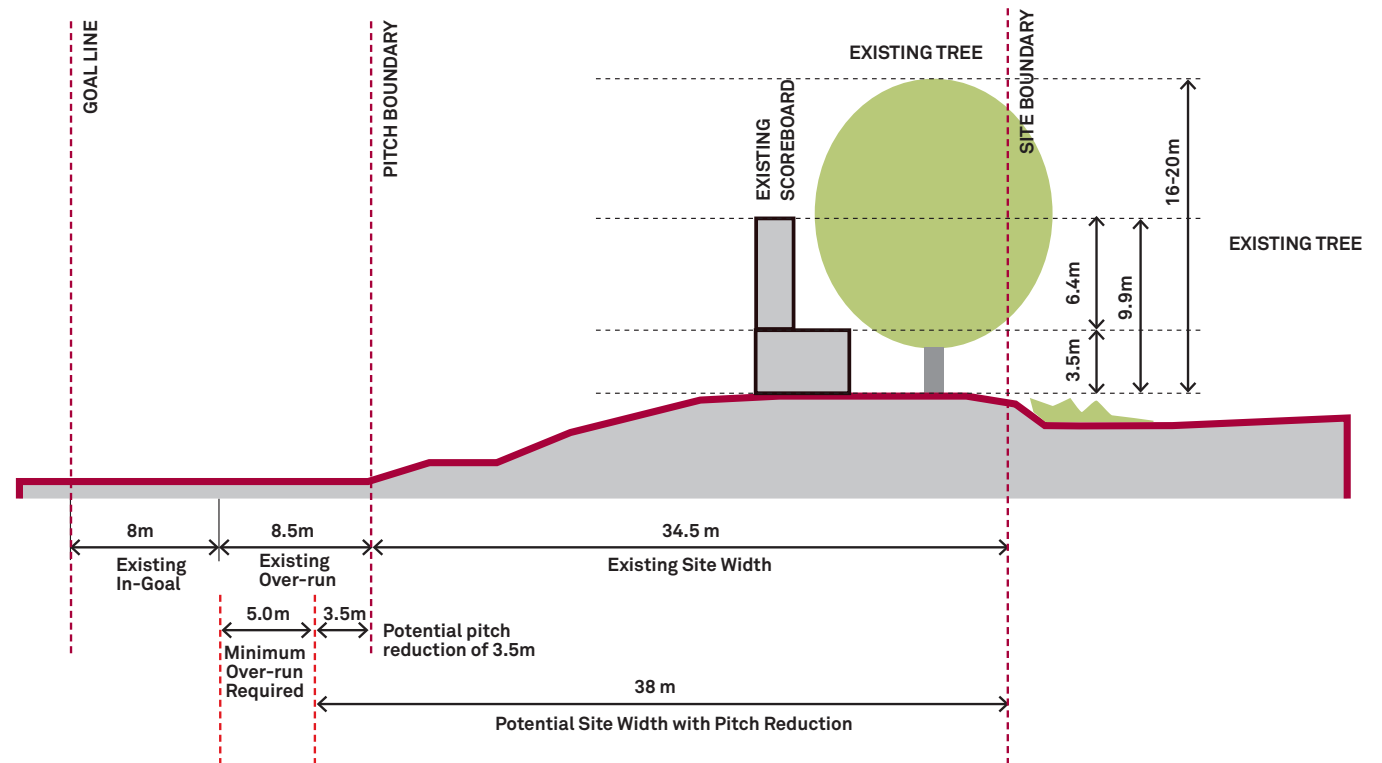 GOAL LINE
PITCH BOUNDARY
EXISTING
SCOREBOARD
EXISTING TREE
SITE BOUNDARY
16-20m
6.4m
9.9m
3.5m
EXISTING TREE
8m
Existing
In-Goal
8.5m
Existing
Over-run
34.5 m
Existing Site Width
5.0m
Minimum
Over-run
Required
3.5m
Potential pitch
reduction of 3.5m
38 m
Potential Site Width with Pitch Reduction